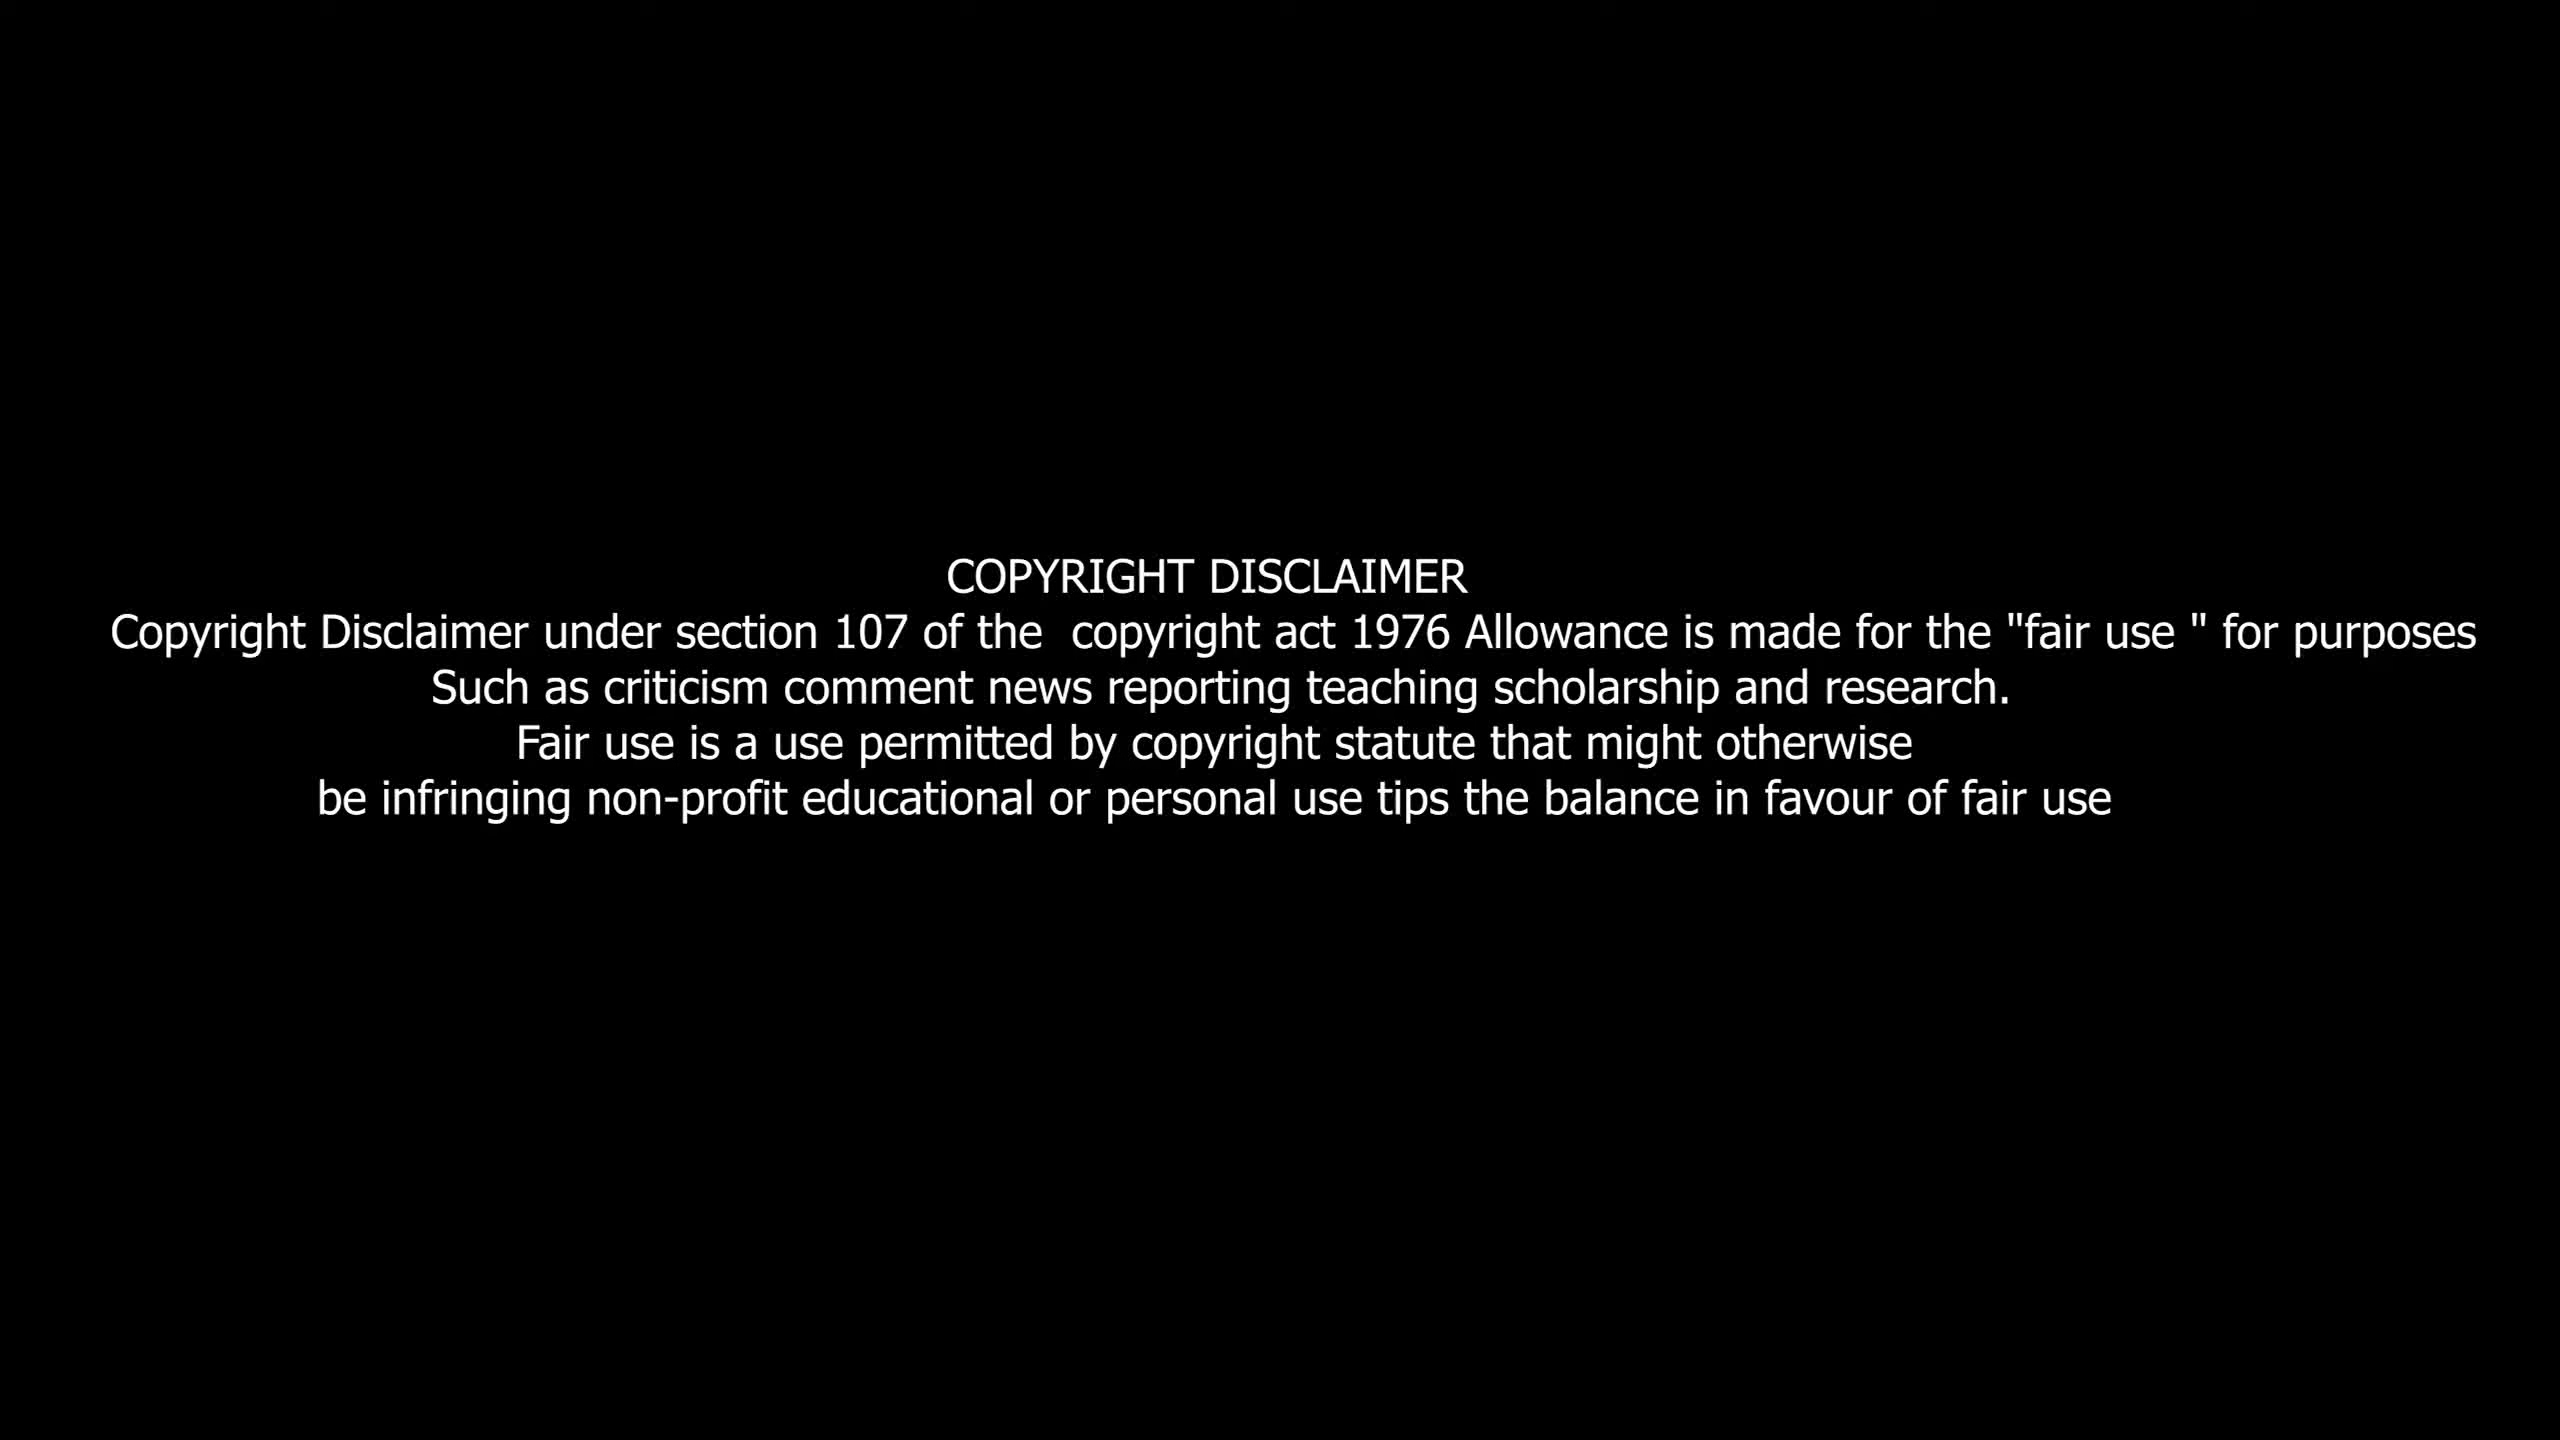 COPYRIGHT DISCLAIMER
Copyright Disclaimer under section 107 of the  copyright act 1976 Allowance is made for the "fair use " for purposes
Such as criticism comment news reporting teaching scholarship and research.
Fair use is a use permitted by copyright statute that might otherwise
be infringing non-profit educational or personal use tips the balance in favour of fair use